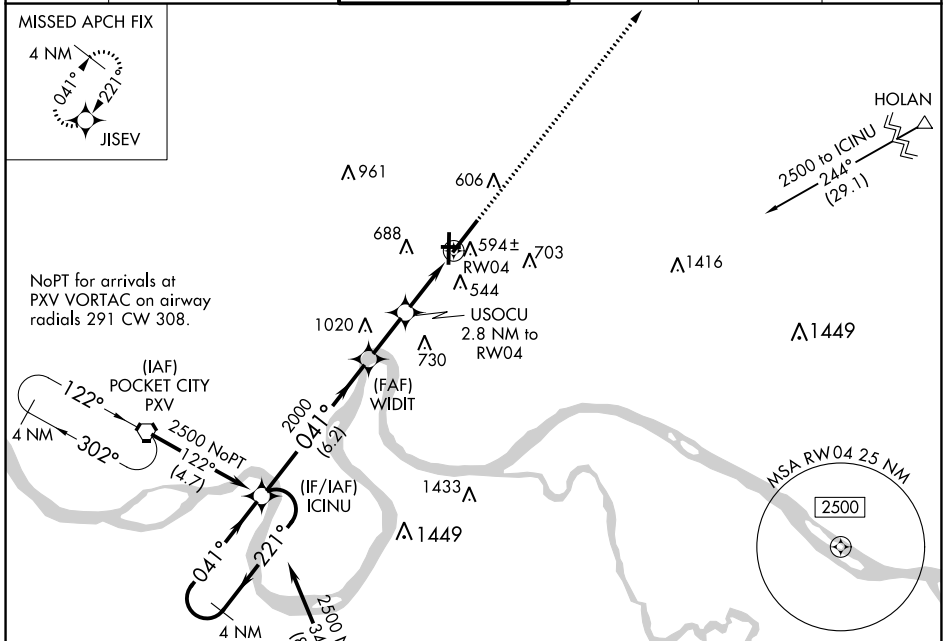 MISSED APCH FIX
4 NM
041°
221°
JISEV
HOLAN
2500 to ICINU
244°
(29.1)
961
606
688
594±
RW04
703
544
1416
NoPT for arrivals at
PXV VORTAC on airway
radials 291 CW 308.
USOCU
2.8 NM to
RW04
1020
730
1449
(IAF)
POCKET CITY
PXV
(FAF)
WIDIT
122°
302°
4 NM
2500 NoPT
122°
(4.7)
2000
041°
(6.2)
(IF/IAF)
ICINU
1433
1449
MSA RW04 25 NM
2500
041°
221°
4 NM